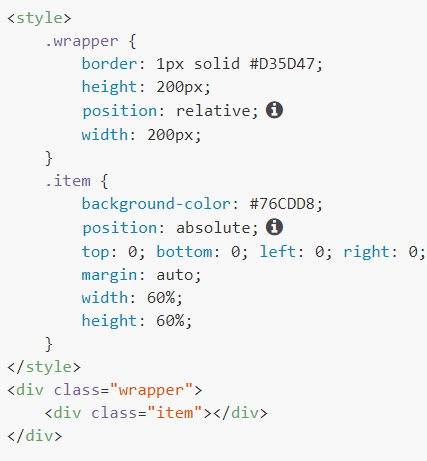 <style>
    .wrapper {
        border: 1px solid #D35D47;
        height: 200px;
        position: relative;
        width: 200px;
    }
    .item {
        background-color: #76CDD8;
        position: absolute;
        top: 0; bottom: 0; left: 0; right: 0;
        margin: auto;
        width: 60%;
        height: 60%;
    }
</style>
<div class="wrapper">
    <div class="item"></div>
</div>